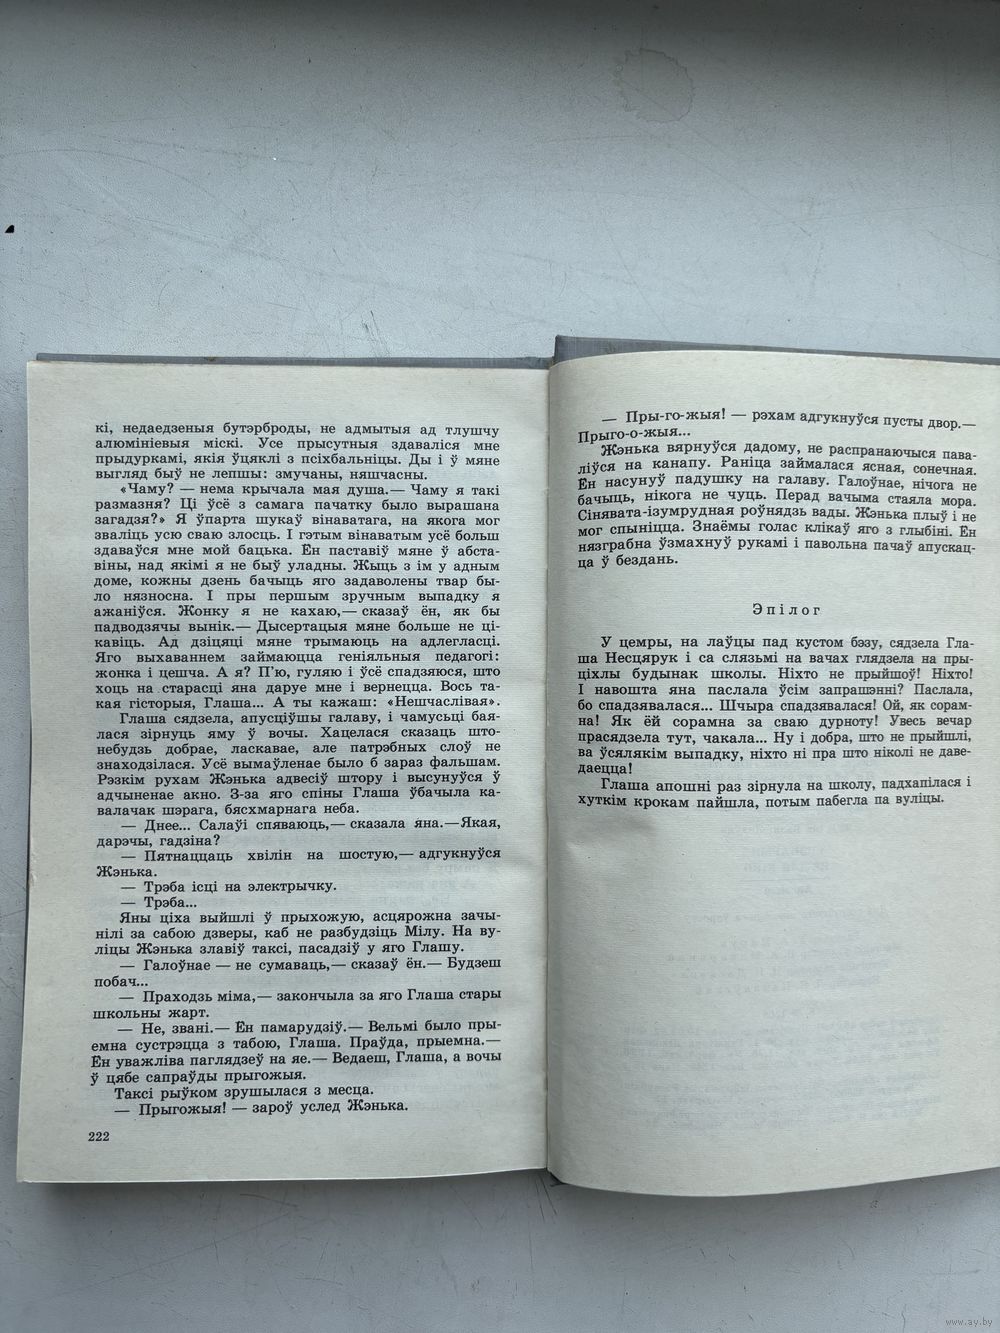 кі, недаедзеныя бутэрброды, не адмытыя ад тлушчу
алюмініевыя міскі. Усе прысутныя здаваліся мне
прыдуркамі, якія ўцяклі з псіхбальніцы. Ды і ў мяне
выгляд быў не лепшы: змучаны, няшчасны.
«Чаму? — нема крычала мая душа.— Чаму я такі
размазня? Ці ўсё з самага пачатку было вырашана
загадзя?» Я ўпарта шукаў вінаватага, на якога мог
зваліць усю сваю злосць. І гэтым вінаватым усё больш
здаваўся мне мой бацька. Ён паставіў мяне ў абста-
віны, над якімі я не быў уладны. Жыць з ім у адным
доме, кожны дзень бачыць яго задаволены твар бы-
ло нязносна. І пры першым зручным выпадку я
ажаніўся. Жонку я не кахаю,— сказаў ён, як бы
падводзячы вынік.— Дысертацыя мяне больш не ці-
кавіць. Ад дзіцяці мяне трымаюць на адлегласці.
Яго выхаваннем займаюцца геніяльныя педагогі:
жонка і цешча. А я? П’ю, гуляю і ўсё спадзяюся, што
хоць на старасці яна даруе мне і вернецца. Вось та-
кая гісторыя, Глаша... А ты кажаш: «Нешчаслівая».
Глаша сядзела, апусціўшы галаву, і чамусьці бая-
лася зірнуць яму ў вочы. Хацелася сказаць што-
небудзь добрае, ласкавае, але патрэбных слоў не
знаходзілася. Усё вымаўленае было б зараз фальшам.
Рэзкім рухам Жэнька адвесіў штору і высунуўся ў
адчыненае акно. З-за яго спіны Глаша ўбачыла ка-
валачак шэрага, бясхмарнага неба.
— Днее... Салаўі спяваюць,— сказала яна.—Якая,
дарэчы, гадзіна?
— Пятнаццаць хвілін на шостую,— адгукнуўся
Жэнька.
— Трэба ісці на электрычку.
— Трэба...
Яны ціха выйшлі ў прыхожую, асцярожна зачы-
нілі за сабою дзверы, каб не разбудзіць Мілу. На ву-
ліцы Жэнька злавіў таксі, пасадзіў у яго Глашу.
— Галоўнае — не сумаваць,— сказаў ён.— Будзеш
побач...
— Праходзь міма,— закончыла за яго Глаша стары
школьны жарт.
— Не, звані.— Ён памарудзіў.— Вельмі было пры-
емна сустрэцца з табою, Глаша. Праўда, прыемна.—
Ён уважліва паглядзеў на яе.— Ведаеш, Глаша, а вочы
ў цябе сапраўды прыгожыя.
Таксі рыўком зрушылася з месца.
— Прыгожыя! — зароў услед Жэнька.
222
— Пры-го-жыя! — рэхам адгукнуўся пусты двор.—
Прыго-о-жыя...
Жэнька вярнуўся дадому, не распранаючыся пава-
ліўся на канапу. Раніца займалася ясная, сонечная.
Ён насунуў падушку на галаву. Галоўнае, нічога не
бачыць, нікога не чуць. Перад вачыма стаяла мора.
Сінявата-ізумрудная роўнядзь вады. Жэнька плыў і не
мог спыніцца. Знаёмы голас клікаў яго з глыбіні. Ён
нязграбна ўзмахнуў рукамі і павольна пачаў апускац-
ца ў бездань.
Эпілог
У цемры, на лаўцы пад кустом бэзу, сядзела Гла-
ша Несцярук і са слязьмі на вачах глядзела на пры-
ціхлы будынак школы. Ніхто не прыйшоў! Ніхто!
І навошта яна паслала ўсім запрашэнні? Паслала,
бо спадзявалася... Шчыра спадзявалася! Ой, як сорам-
на! Як ёй сорамна за сваю дурноту! Увесь вечар
прасядзела тут, чакала... Ну і добра, што не прыйшлі,
ва ўсялякім выпадку, ніхто ні пра што ніколі не даве-
даецца!
Глаша апошні раз зірнула на школу, падхапілася і
хуткім крокам пайшла, потым пабегла па вуліцы.
www.ay.by